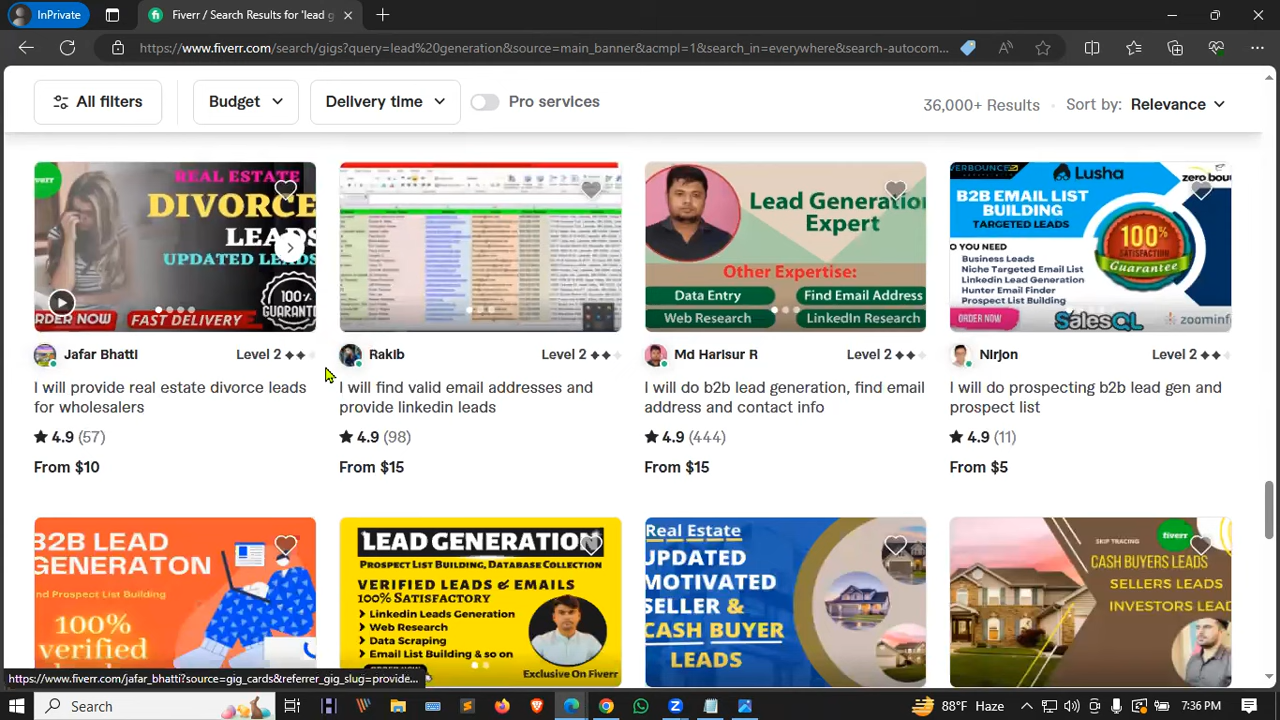 InPrivate
Fiverr / Search Results for 'lead g
https://www.fiverr.com/search/gigs?query=lead%20generation&source=main_banner&acmpl=1&search_in=everywhere&search-autocom...
All filters
Budget
Delivery time
Pro services
36,000+ Results
Sort by: Relevance
REAL ESTATE
DIVORCE
LEADS
UPDATED LEADS
100%
GUARANTE
ORDER NOW
FAST DELIVERY
Lead Generation
Expert
Other Expertise:
Data Entry
Find Email Address
Web Research
LinkedIn Research
Lusha
zero bou
B2B EMAIL LIST
BUILDING
TARGETED LEADS
O YOU NEED
Business Leads
Niche Targeted Email List
Linkedin Lead Generation
Hunter Email Finder
Prospect List Building
100%
SATISFACTION
Guarantee
ORDER NOW
SalesQL
zoominfo
Jafar Bhatti
Level 2
Rakib
Level 2
Md Harisur R
Level 2
Nirjon
Level 2
I will provide real estate divorce leads
for wholesalers
I will find valid email addresses and
provide linkedin leads
I will do b2b lead generation, find email
address and contact info
I will do prospecting b2b lead gen and
prospect list
4.9 (57)
4.9 (98)
4.9 (444)
4.9 (11)
From $10
From $15
From $15
From $5
B2B LEAD
GENERATON
nd Prospect List Building
100%
verified
LEAD GENERATION
PROSPECT LIST BUILDING, DATABASE COLLECTION
VERIFIED LEADS & EMAILS
100% SATISFACTORY
Linkedin Leads Generation
Web Research
Data Scraping
Email List Building & so on
Exclusive On Fiverr
Real Estate
UPDATED
MOTIVATED
SELLER &
CASH BUYER
LEADS
fiverr
SKIP TRACING
CASH BUYERS LEADS
SELLERS LEADS
INVESTORS LEAD
https://www.fiverr.com/jafar_bhatti?source=gig_cards&referrer_gig_slug=provide...
Search
88°F Haze
7:36 PM